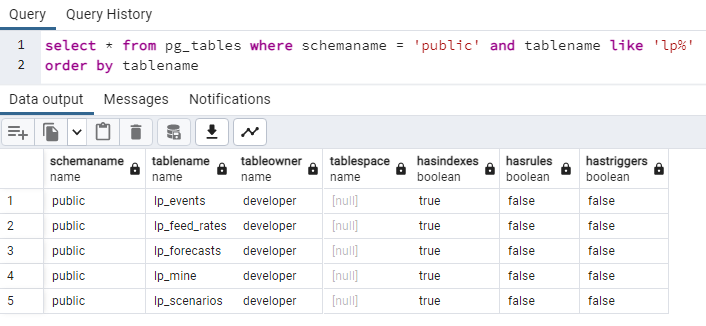 Query Query History
1 select * from pg_tables where schemaname = 'public' and tablename like 'lp%'
2 order by tablename
Data output Messages Notifications
schemaname tablename tableowner tablespace hasindexes hasrules hastriggers
name name name name boolean boolean boolean
1 public lp_events developer [null] true false false
2 public lp_feed_rates developer [null] true false false
3 public lp_forecasts developer [null] true false false
4 public lp_mine developer [null] true false false
5 public lp_scenarios developer [null] true false false